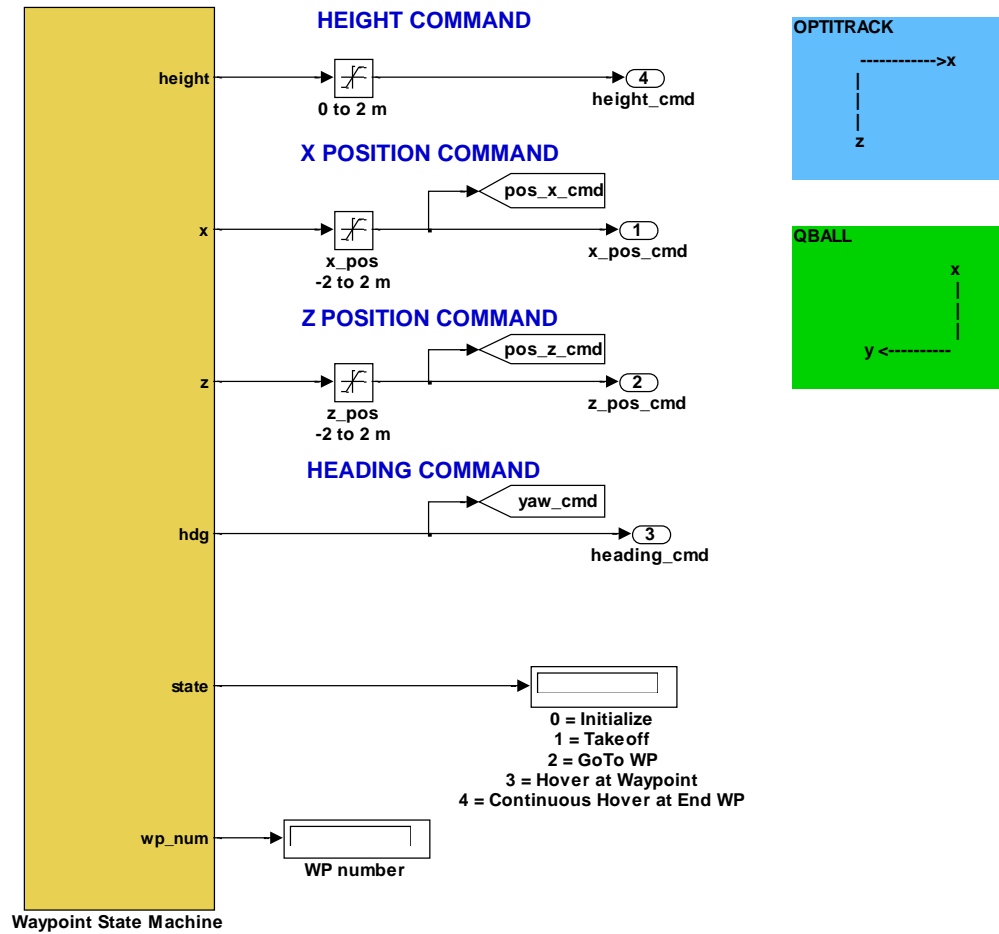 HEIGHT COMMAND
height
0 to 2 m
4
height_cmd
X POSITION COMMAND
pos_x_cmd
x
x_pos
-2 to 2 m
1
x_pos_cmd
Z POSITION COMMAND
pos_z_cmd
z
z_pos
-2 to 2 m
2
z_pos_cmd
HEADING COMMAND
yaw_cmd
hdg
3
heading_cmd
state
0 = Initialize
1 = Takeoff
2 = GoTo WP
3 = Hover at Waypoint
4 = Continuous Hover at End WP
wp_num
WP number
Waypoint State Machine
OPTITRACK
------------>x
|
|
|
z
QBALL
x
|
|
|
y <----------